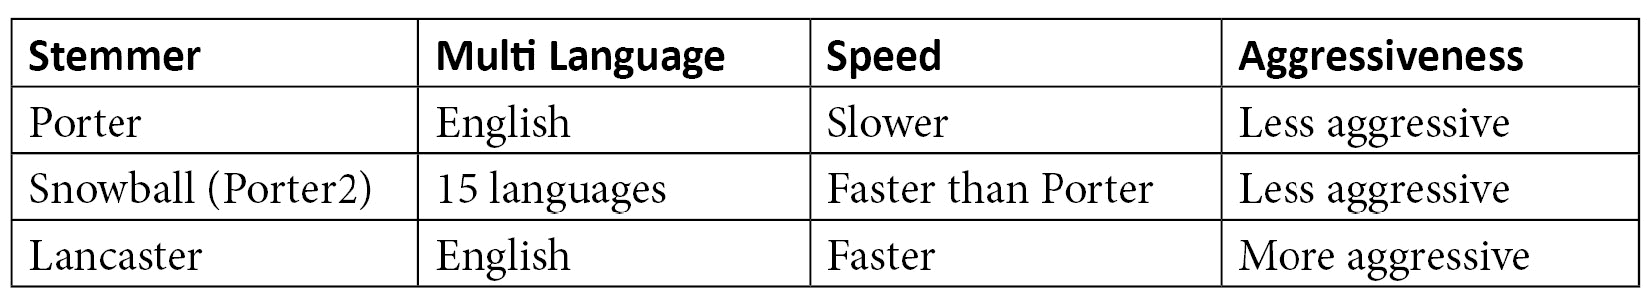 Stemmer Multi Language Speed Aggressiveness
Porter English Slower Less aggressive
Snowball (Porter2) 15 languages Faster than Porter Less aggressive
Lancaster English Faster More aggressive